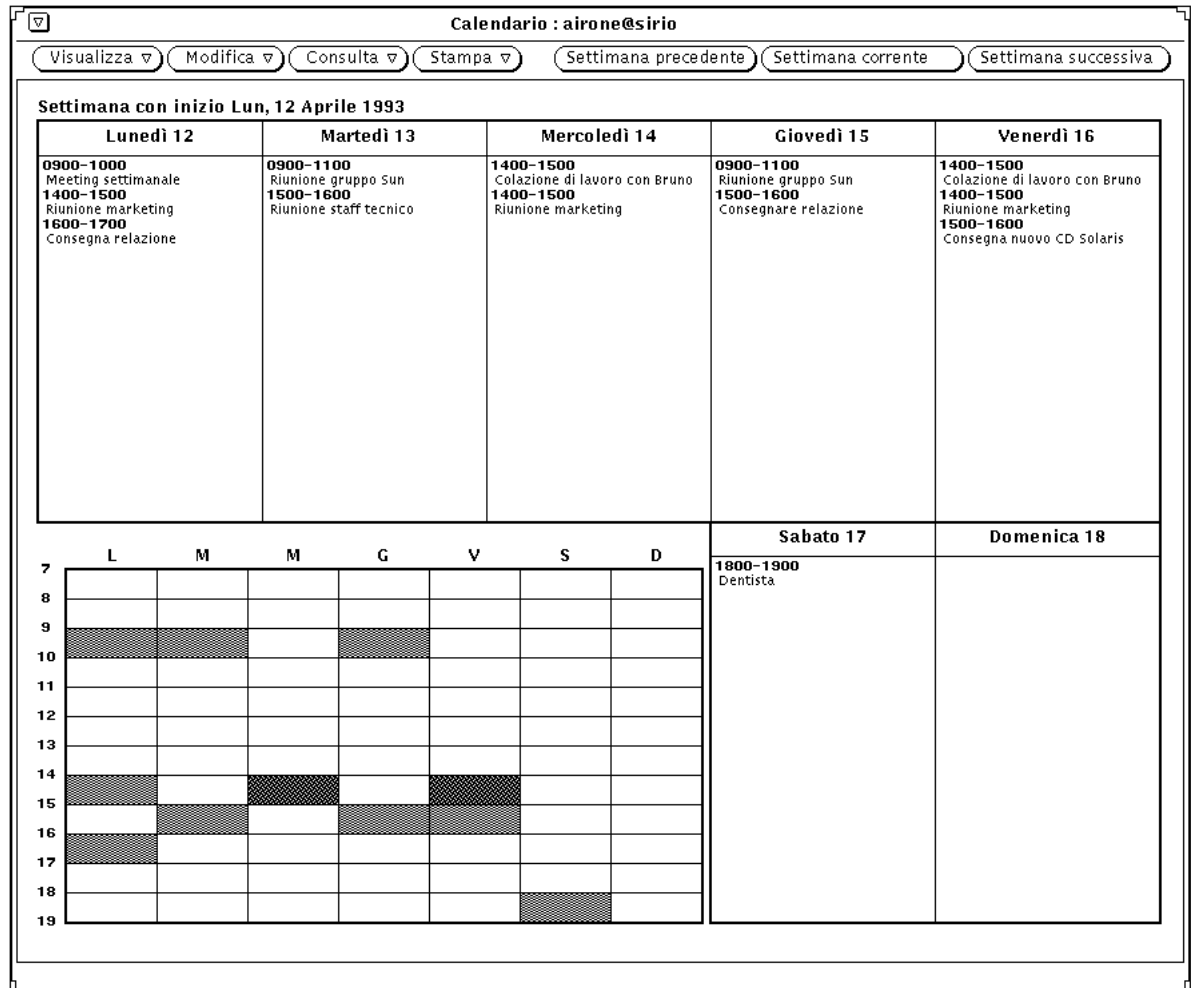 Calendario : airone@sirio
Visualizza Modifica Consulta Stampa Settimana precedente Settimana corrente Settimana successiva
Settimana con inizio Lun, 12 Aprile 1993
Lunedì 12
0900-1000
Meeting settimanale
1400-1500
Riunione marketing
1600-1700
Consegna relazione
Martedì 13
0900-1100
Riunione gruppo Sun
1500-1600
Riunione staff tecnico
Mercoledì 14
1400-1500
Colazione di lavoro con Bruno
1400-1500
Riunione marketing
Giovedì 15
0900-1100
Riunione gruppo Sun
1500-1600
Consegnare relazione
Venerdì 16
1400-1500
Colazione di lavoro con Bruno
1400-1500
Riunione marketing
1500-1600
Consegna nuovo CD Solaris
L M M G V S D
7
8
9
10
11
12
13
14
15
16
17
18
19
Sabato 17
1800-1900
Dentista
Domenica 18